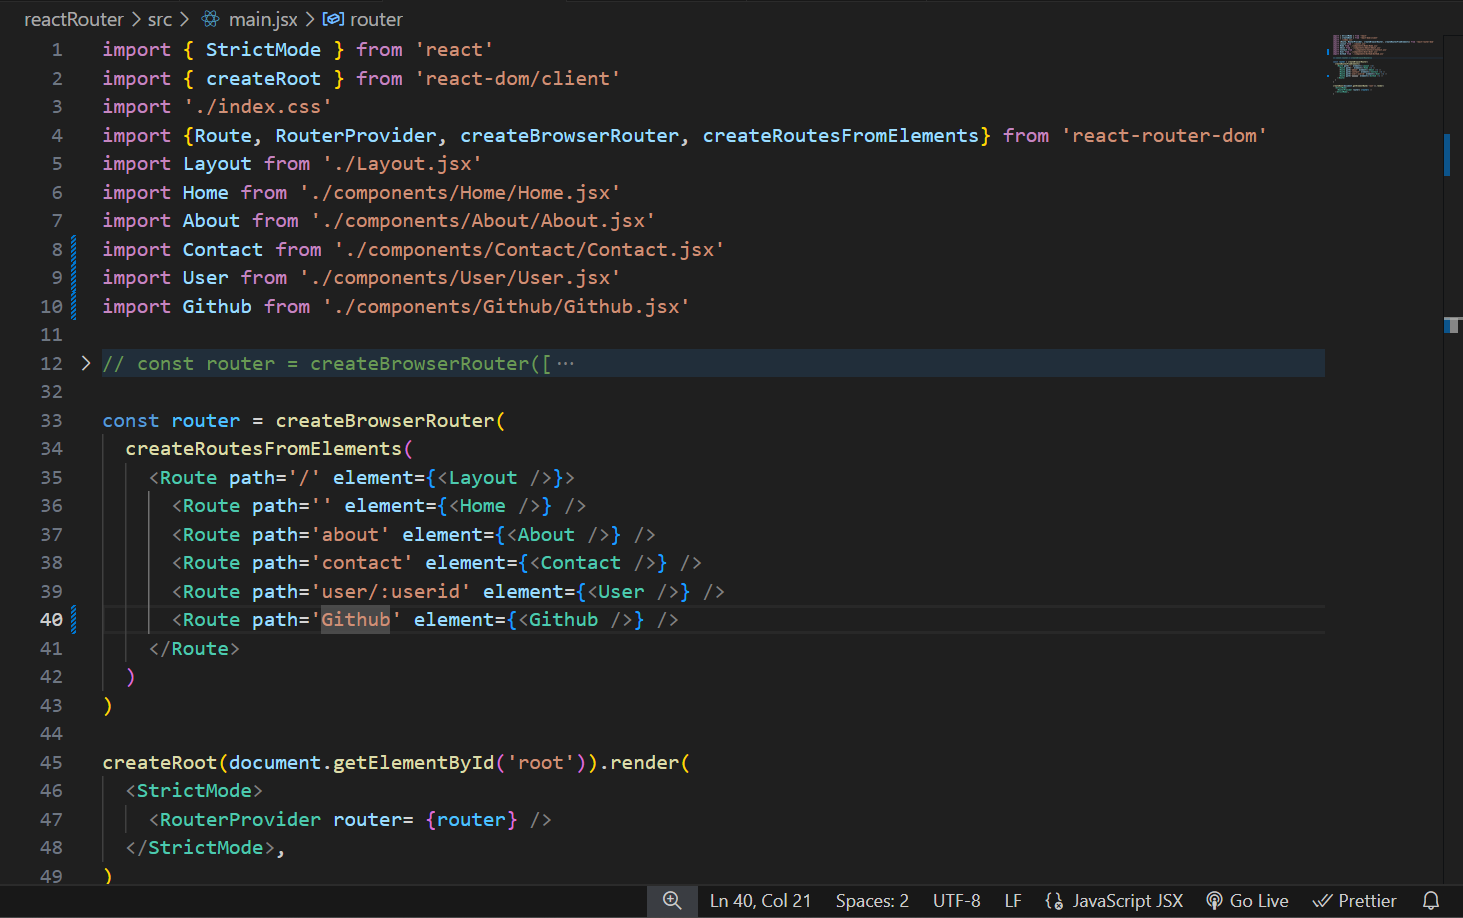 reactRouter > src > main.jsx > router
1 import { StrictMode } from 'react'
2 import { createRoot } from 'react-dom/client'
3 import './index.css'
4 import {Route, RouterProvider, createBrowserRouter, createRoutesFromElements} from 'react-router-dom'
5 import Layout from './Layout.jsx'
6 import Home from './components/Home/Home.jsx'
7 import About from './components/About/About.jsx'
8 import Contact from './components/Contact/Contact.jsx'
9 import User from './components/User/User.jsx'
10 import Github from './components/Github/Github.jsx'
11
12 // const router = createBrowserRouter([ ···
32
33 const router = createBrowserRouter(
34   createRoutesFromElements(
35     <Route path='/' element={<Layout />}>
36       <Route path='' element={<Home />} />
37       <Route path='about' element={<About />} />
38       <Route path='contact' element={<Contact />} />
39       <Route path='user/:userid' element={<User />} />
40       <Route path='Github' element={<Github />} />
41     </Route>
42   )
43 )
44
45 createRoot(document.getElementById('root')).render(
46   <StrictMode>
47     <RouterProvider router= {router} />
48   </StrictMode>,
49 )
Ln 40, Col 21 Spaces: 2 UTF-8 LF JavaScript JSX Go Live Prettier